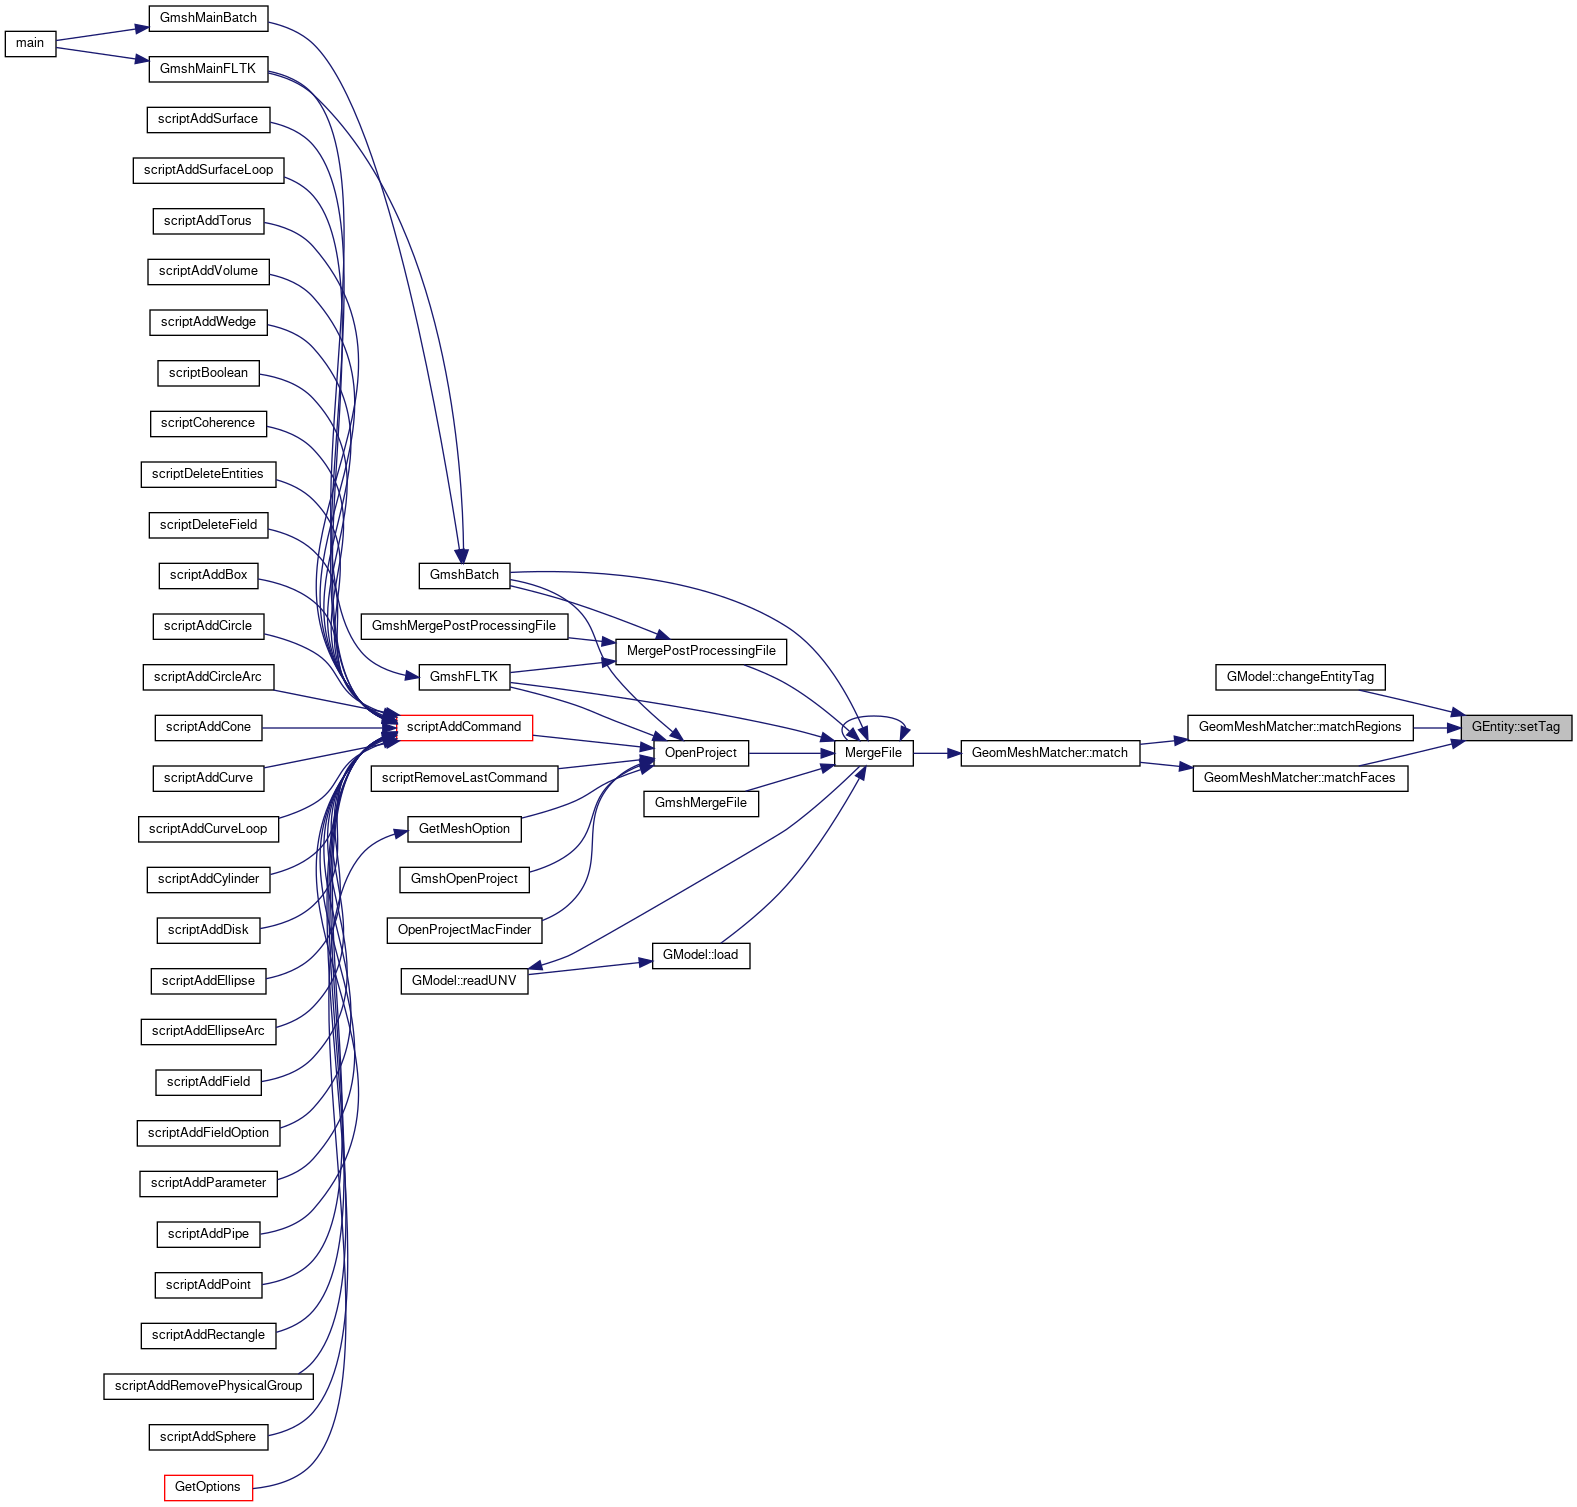 main
GmshMainBatch
GmshMainFLTK
scriptAddSurface
scriptAddSurfaceLoop
scriptAddTorus
scriptAddVolume
scriptAddWedge
scriptBoolean
scriptCoherence
scriptDeleteEntities
scriptDeleteField
scriptAddBox
scriptAddCircle
scriptAddCircleArc
scriptAddCone
scriptAddCurve
scriptAddCurveLoop
scriptAddCylinder
scriptAddDisk
scriptAddEllipse
scriptAddEllipseArc
scriptAddField
scriptAddFieldOption
scriptAddParameter
scriptAddPipe
scriptAddPoint
scriptAddRectangle
scriptAddRemovePhysicalGroup
scriptAddSphere
GetOptions
GmshBatch
GmshMergePostProcessingFile
GmshFLTK
scriptAddCommand
scriptRemoveLastCommand
GetMeshOption
GmshOpenProject
OpenProjectMacFinder
GModel::readUNV
MergePostProcessingFile
OpenProject
GmshMergeFile
GModel::load
MergeFile
GeomMeshMatcher::match
GModel::changeEntityTag
GeomMeshMatcher::matchRegions
GeomMeshMatcher::matchFaces
GEntity::setTag